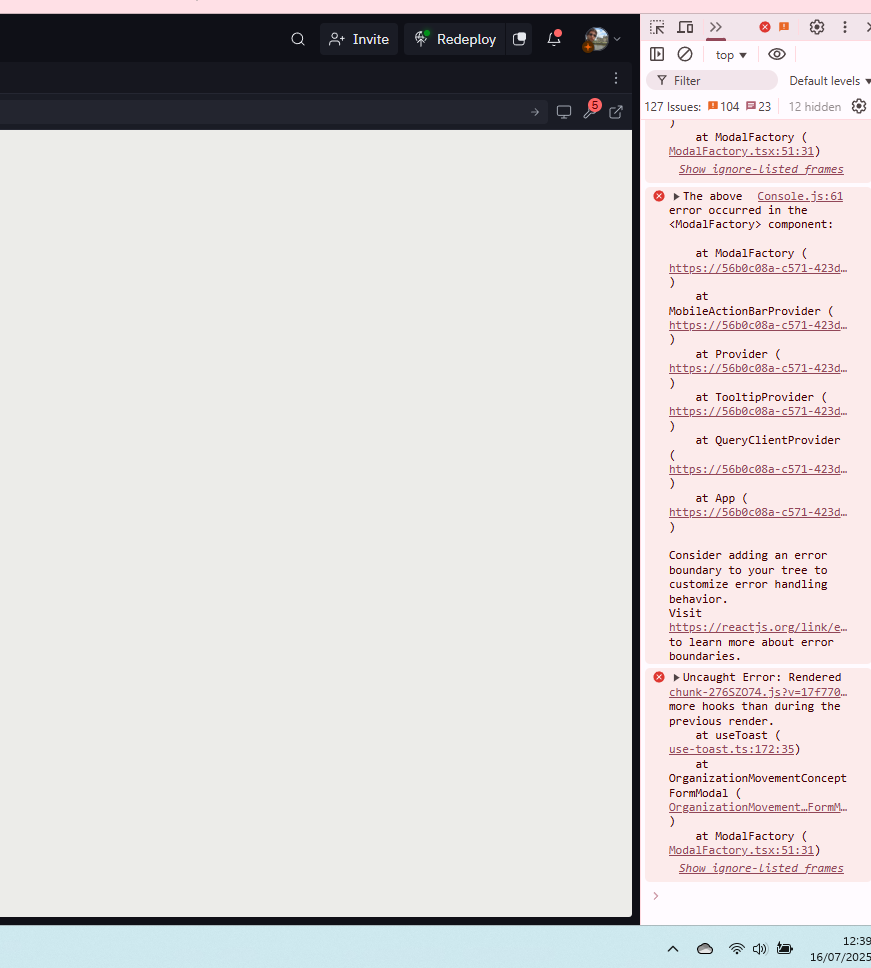 Invite
Redeploy
5
top
Filter
Default levels
127 Issues:
104
23
12 hidden
)
at ModalFactory (
ModalFactory.tsx:51:31)
Show ignore-listed frames
The above Console.js:61
error occurred in the
<ModalFactory> component:
at ModalFactory (
https://56b0c08a-c571-423d…
)
at
MobileActionBarProvider (
https://56b0c08a-c571-423d…
)
at Provider (
https://56b0c08a-c571-423d…
)
at TooltipProvider (
https://56b0c08a-c571-423d…
)
at QueryClientProvider
(
https://56b0c08a-c571-423d…
)
at App (
https://56b0c08a-c571-423d…
)
Consider adding an error
boundary to your tree to
customize error handling
behavior.
Visit
https://reactjs.org/link/e…
to learn more about error
boundaries.
Uncaught Error: Rendered
chunk-276SZO74.js?v=17f770…
more hooks than during the
previous render.
at useToast (
use-toast.ts:172:35)
at
OrganizationMovementConcept
FormModal (
OrganizationMovement…FormM…
)
at ModalFactory (
ModalFactory.tsx:51:31)
Show ignore-listed frames
12:39
16/07/2025